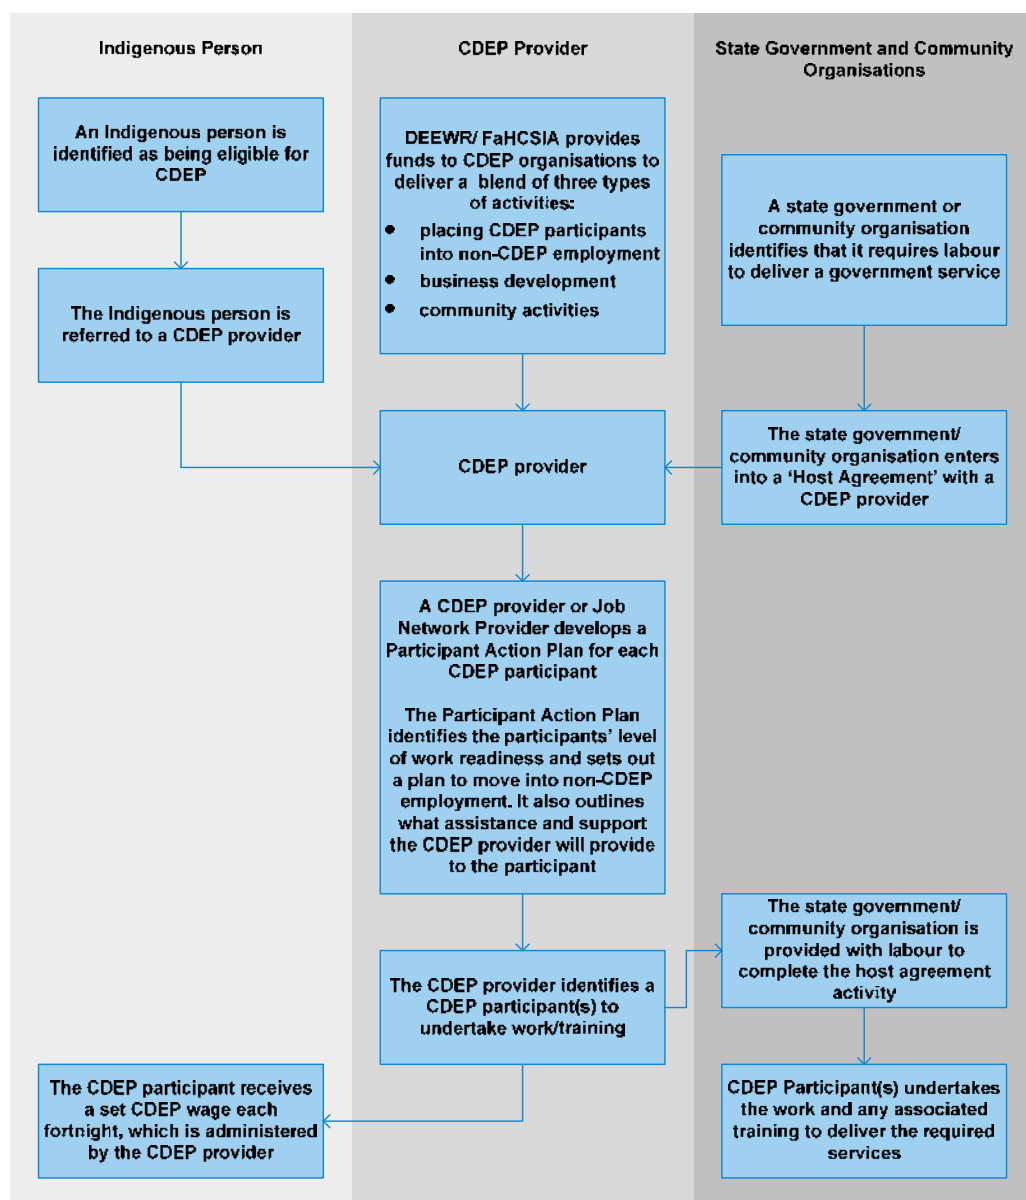 Indigenous Person
CDEP Provider
State Government and Community
Organisations
An Indigenous person is
identified as being eligible for
CDEP
The Indigenous person is
referred to a CDEP provider
DEEWR/ FaHCSIA provides
funds to CDEP organisations to
deliver a blend of three types
of activities:
• placing CDEP participants
into non-CDEP employment
• business development
• community activities
A state government or
community organisation
identifies that it requires labour
to deliver a government service
CDEP provider
The state government/
community organisation enters
into a ‘Host Agreement’ with a
CDEP provider
A CDEP provider or Job
Network Provider develops a
Participant Action Plan for each
CDEP participant
The Participant Action Plan
identifies the participants’ level
of work readiness and sets out
a plan to move into non-CDEP
employment. It also outlines
what assistance and support
the CDEP provider will provide
to the participant
The CDEP provider identifies a
CDEP participant(s) to
undertake work/training
The state government/
community organisation is
provided with labour to
complete the host agreement
activity
The CDEP participant receives
a set CDEP wage each
fortnight, which is administered
by the CDEP provider
CDEP Participant(s) undertakes
the work and any associated
training to deliver the required
services